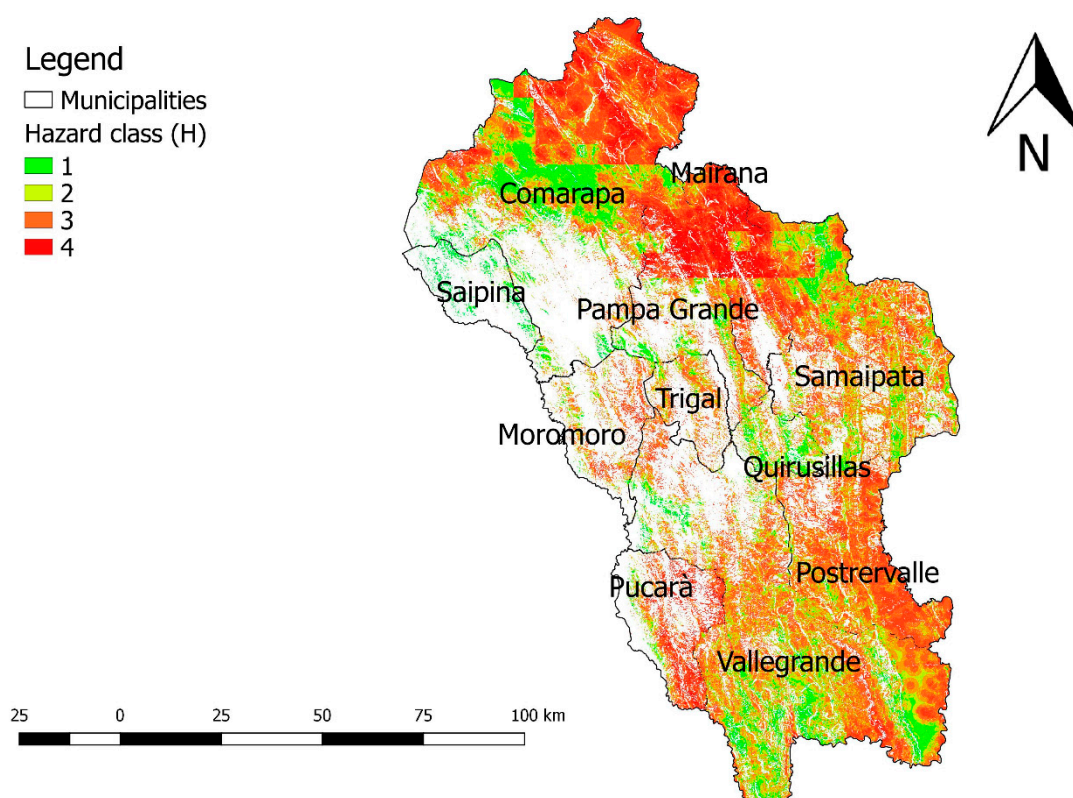 Legend
Municipalities
Hazard class (H)
1
2
3
4
N
Mairana
Comarapa
Saipina
Pampa Grande
Samaipata
Trigal
Moromoro
Quirusillas
Postrervalle
Pucarà
Vallegrande
25 0 25 50 75 100 km